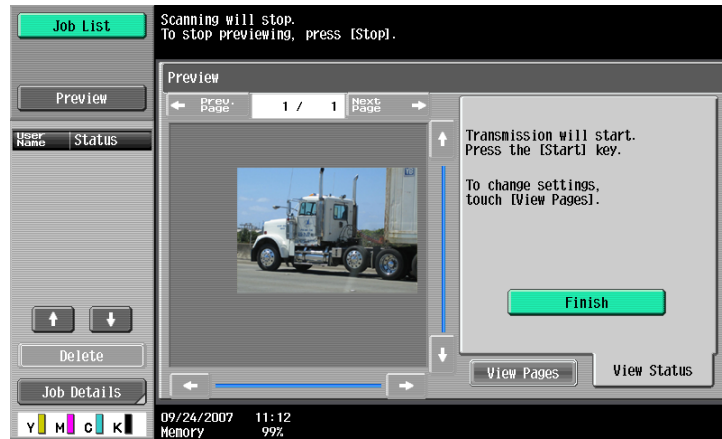 Job List
Scanning will stop.
To stop previewing, press [Stop].
Preview
Preview
Prev. Page
1 / 1
Next Page
User Name
Status
Transmission will start.
Press the [Start] key.
To change settings,
touch [View Pages].
Finish
Delete
View Pages
View Status
Job Details
Y M C K
09/24/2007 11:12
Memory 99%